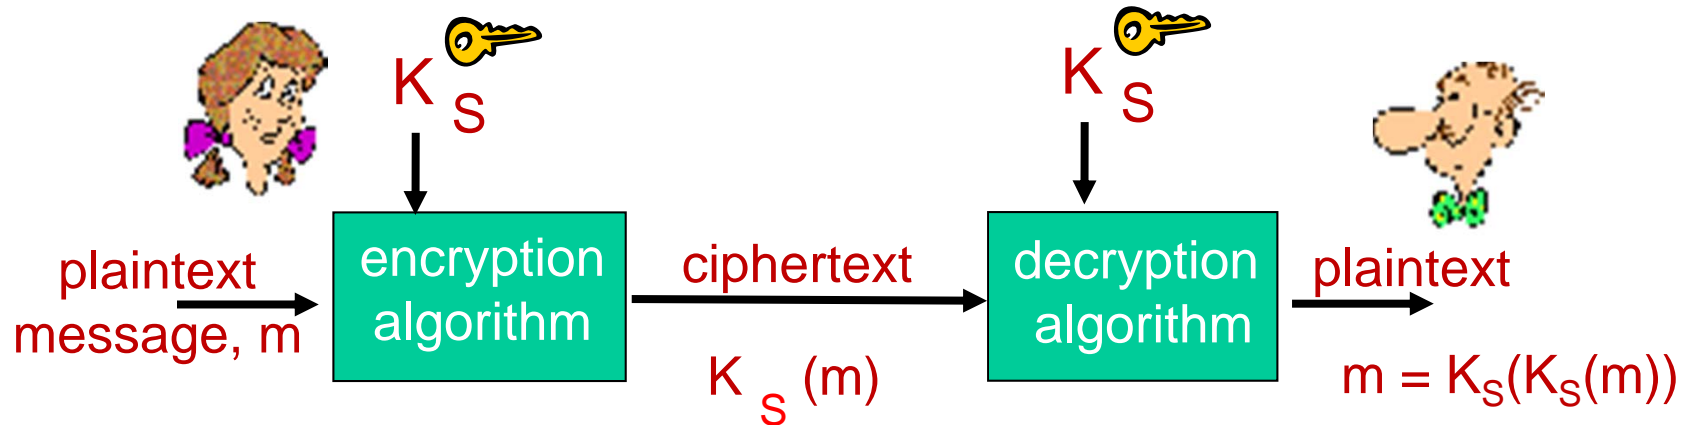 K S
K S
plaintext
message, m
encryption
algorithm
ciphertext
K S (m)
decryption
algorithm
plaintext
m = KS(KS(m))